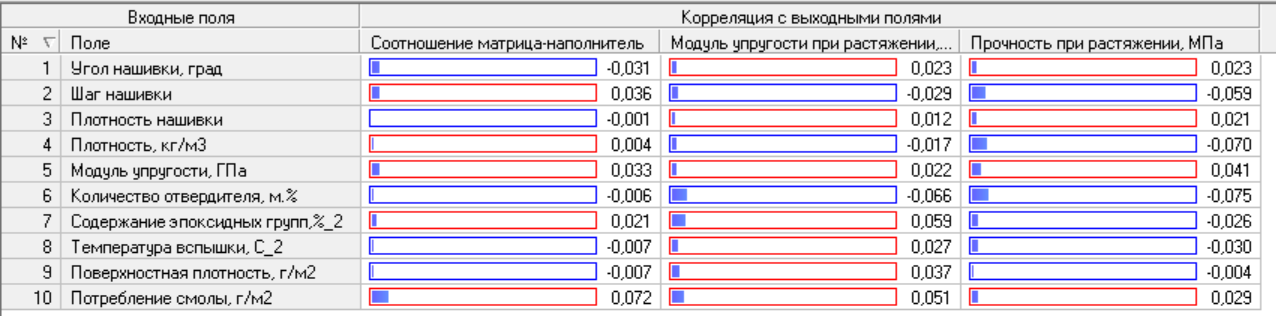 Входные поля Корреляция с выходными полями
№ Поле Соотношение матрица-наполнитель Модуль упругости при растяжении,... Прочность при растяжении, МПа
1 Угол нашивки, град -0,031 0,023 0,023
2 Шаг нашивки 0,036 -0,029 -0,059
3 Плотность нашивки -0,001 0,012 0,021
4 Плотность, кг/м3 0,004 -0,017 -0,070
5 Модуль упругости, ГПа 0,033 0,022 0,041
6 Количество отвердителя, м.% -0,006 -0,066 -0,075
7 Содержание эпоксидных групп,%_2 0,021 0,059 -0,026
8 Температура вспышки, С_2 -0,007 0,027 -0,030
9 Поверхностная плотность, г/м2 -0,007 0,037 -0,004
10 Потребление смолы, г/м2 0,072 0,051 0,029